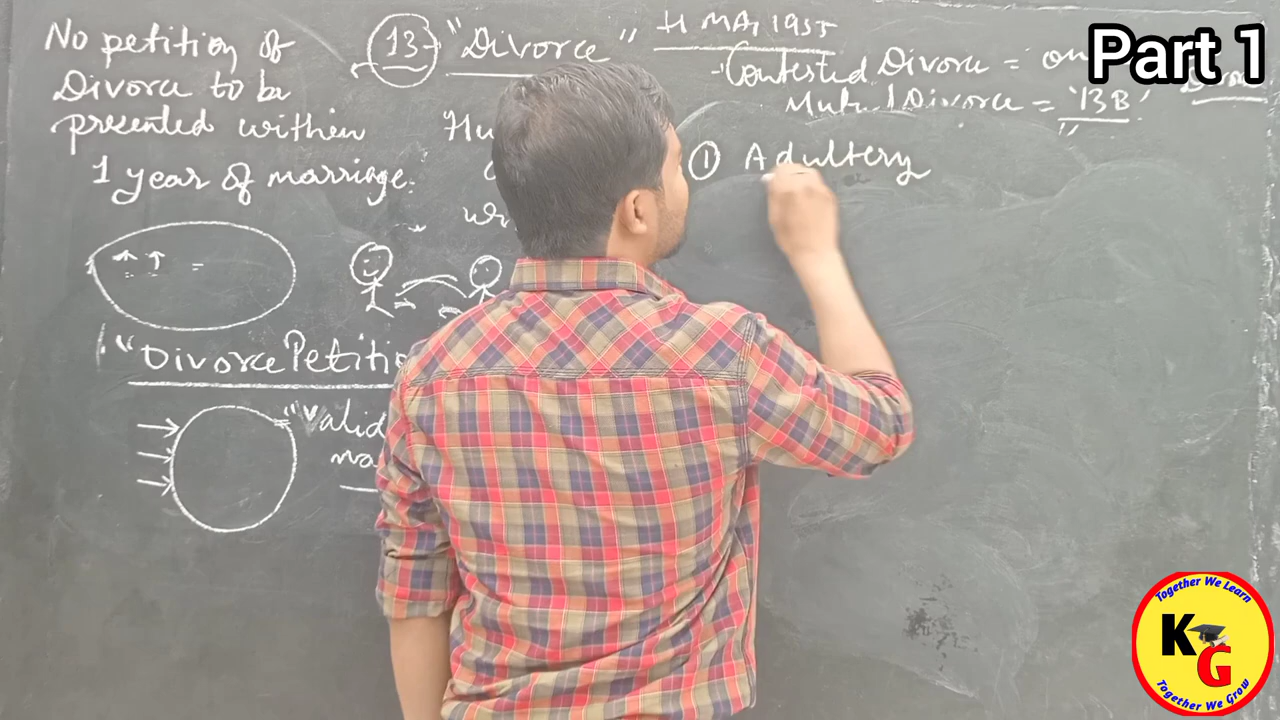 No petition of
Divorce to be
presented within
1 year of marriage.
13- "Divorce" HMA, 1955
- Contested Divorce =
Mutual Divorce = '13B'
Part 1
① Adultery
"Divorce Petitio
"Valid
Together We Learn
KG
Together We Grow